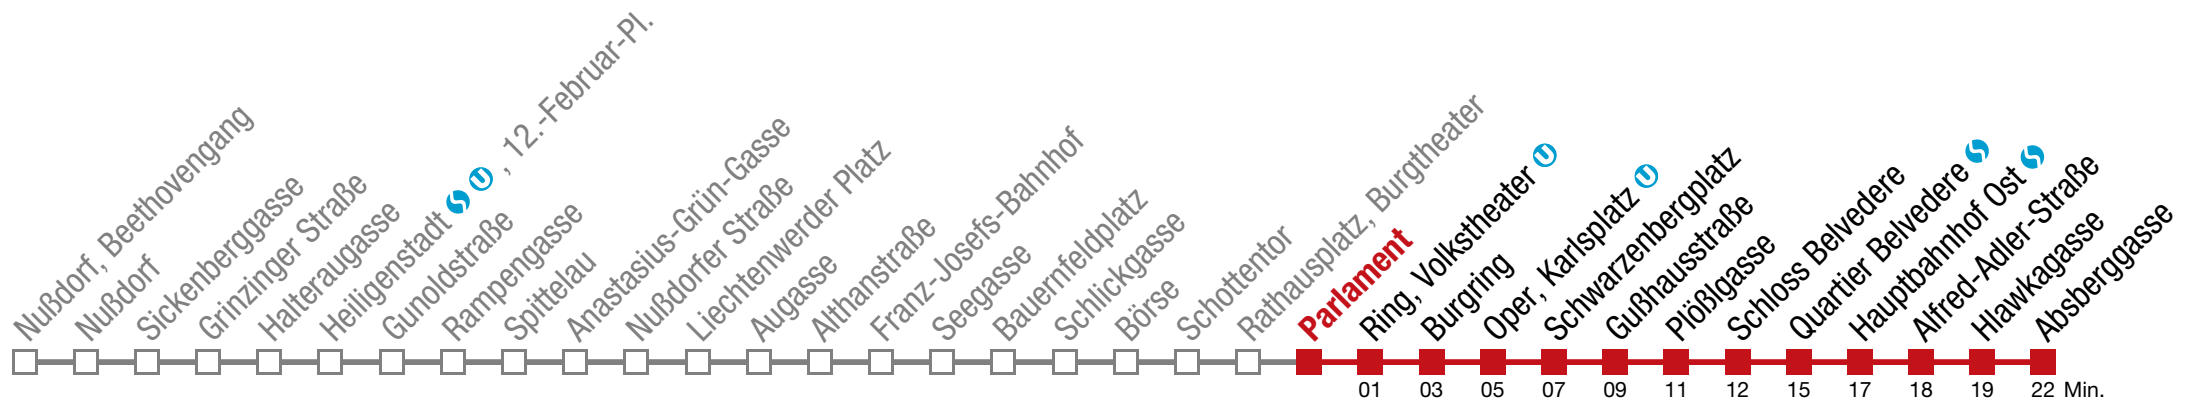 Nußdorf, Beethovengang
Nußdorf
Sickenberggasse
Grinzinger Straße
Halteraugasse
Heiligenstadt S U , 12.-Februar-Pl.
Gunoldstraße
Rampengasse
Spittelau
Anastasius-Grün-Gasse
Nußdorfer Straße
Liechtenwerder Platz
Augasse
Althanstraße
Franz-Josefs-Bahnhof
Seegasse
Bauernfeldplatz
Schlickgasse
Börse
Schottentor
Rathausplatz, Burgtheater
Parlament
Ring, Volkstheater U
Burgring
Oper, Karlsplatz U
Schwarzenbergplatz
Gußhausstraße
Plößlgasse
Schloss Belvedere
Quartier Belvedere S
Hauptbahnhof Ost S
Alfred-Adler-Straße
Hlawkagasse
Absberggasse
01 03 05 07 09 11 12 15 17 18 19 22 Min.